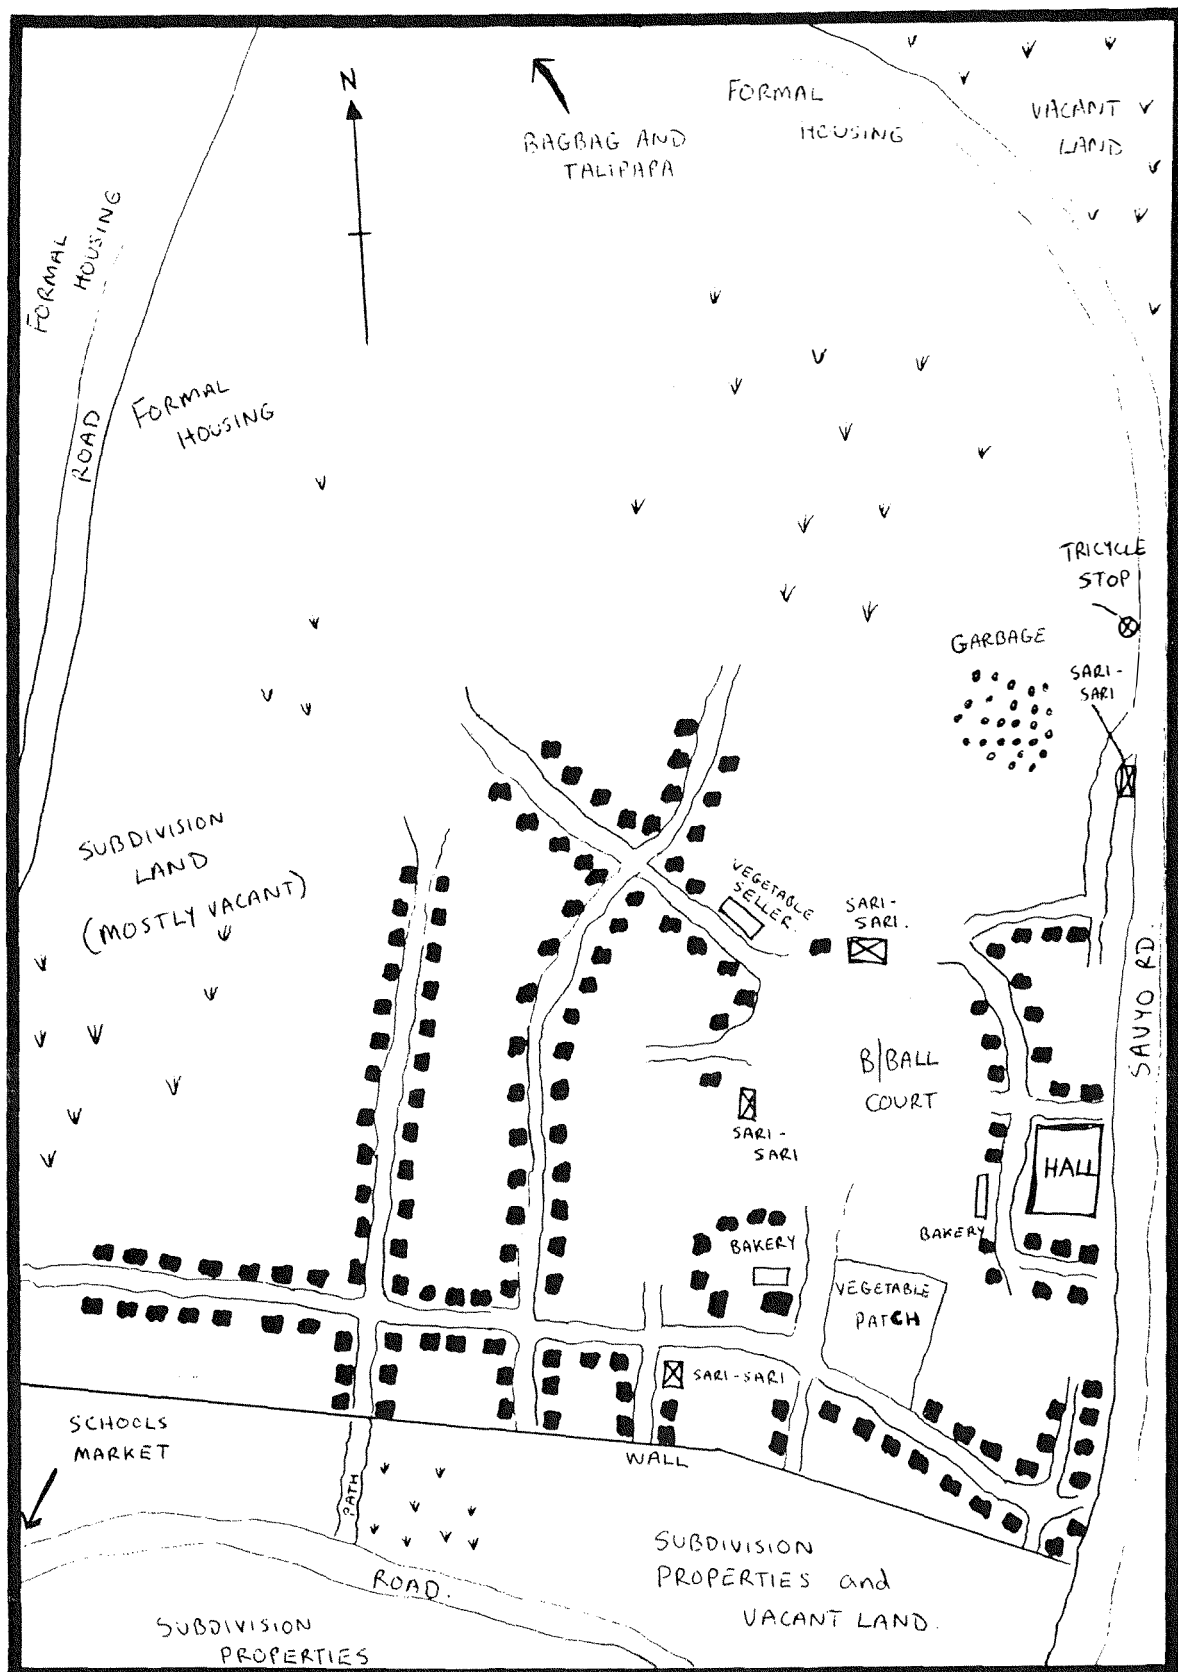 N
BAGBAG AND
TALIPAPA
FORMAL
HOUSING
VACANT
LAND
FORMAL
HOUSING
ROAD
FORMAL
HOUSING
TRICYCLE
STOP
GARBAGE
SARI-
SARI
SUBDIVISION
LAND
(MOSTLY VACANT)
VEGETABLE
SELLER.
SARI-
SARI.
SAUYO RD
B/BALL
COURT
SARI-
SARI
HALL
BAKERY
BAKERY
VEGETABLE
PATCH
SARI-SARI
SCHOOLS
MARKET
WALL
PATH
ROAD.
SUBDIVISION
PROPERTIES and
VACANT LAND.
SUBDIVISION
PROPERTIES